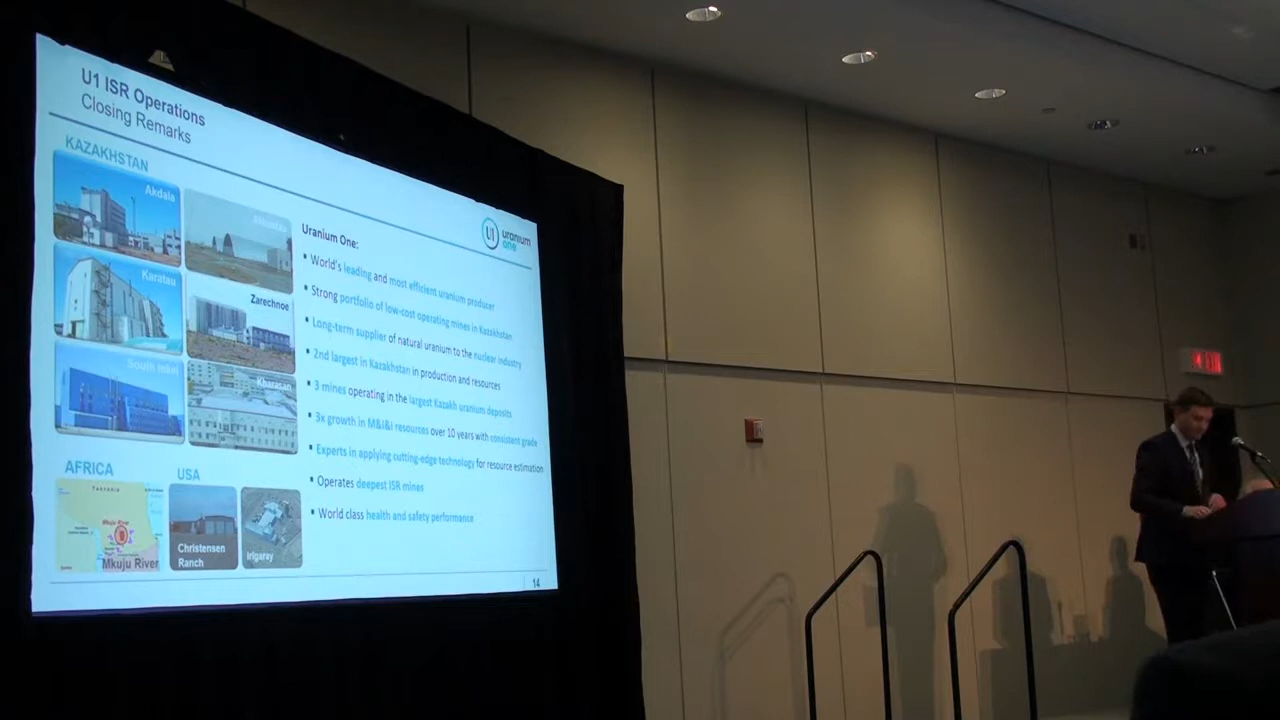 U1 ISR Operations
Closing Remarks
KAZAKHSTAN
Akdala
Akbastau
Karatau
Zarechnoe
South Inkai
Kharasan
AFRICA
TANZANIA
Mkuju River
Mkuju River
USA
Christensen
Ranch
Irigaray
U1 uranium
one
Uranium One:
▪ World's leading and most efficient uranium producer
▪ Strong portfolio of low-cost operating mines in Kazakhstan
▪ Long-term supplier of natural uranium to the nuclear industry
▪ 2nd largest in Kazakhstan in production and resources
▪ 3 mines operating in the largest Kazakh uranium deposits
▪ 3x growth in M&I&I resources over 10 years with consistent grade
▪ Experts in applying cutting-edge technology for resource estimation
▪ Operates deepest ISR mines
▪ World class health and safety performance
14